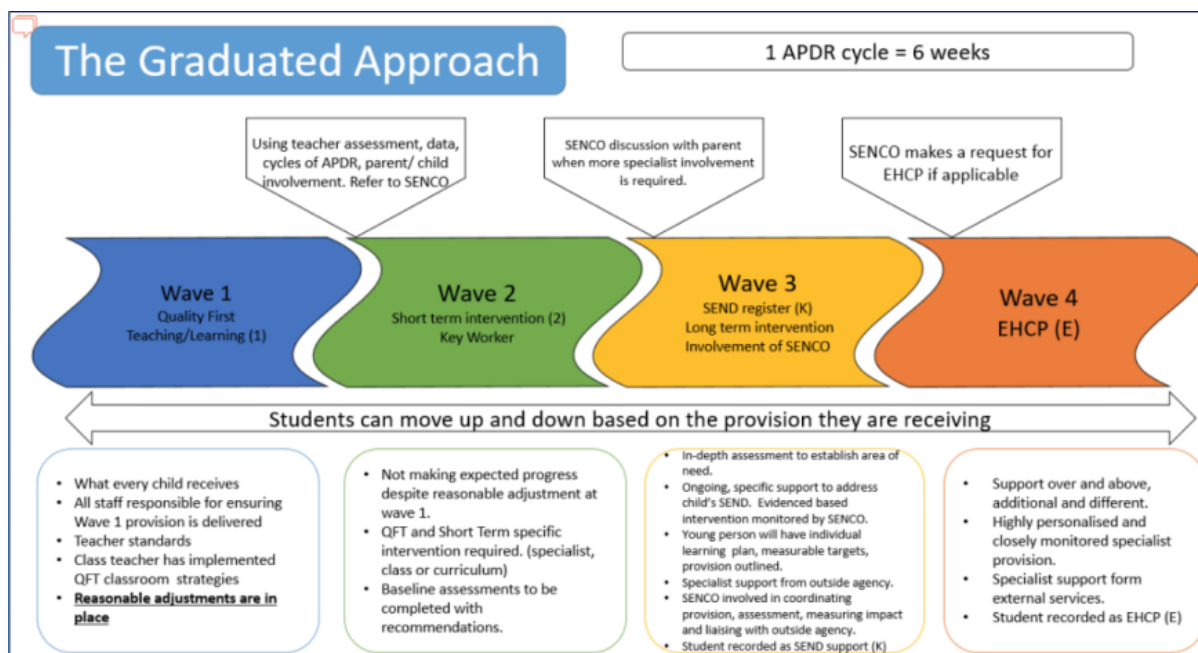 The Graduated Approach
1 APDR cycle = 6 weeks
Using teacher assessment, data,
cycles of APDR, parent/ child
involvement. Refer to SENCO
SENCO discussion with parent
when more specialist involvement
is required.
SENCO makes a request for
EHCP if applicable
Wave 1
Quality First
Teaching/Learning (1)
Wave 2
Short term intervention (2)
Key Worker
Wave 3
SEND register (K)
Long term intervention
Involvement of SENCO
Wave 4
EHCP (E)
Students can move up and down based on the provision they are receiving
• What every child receives
• All staff responsible for ensuring
Wave 1 provision is delivered
• Teacher standards
• Class teacher has implemented
QFT classroom strategies
• Reasonable adjustments are in
place
• Not making expected progress
despite reasonable adjustment at
wave 1.
• QFT and Short Term specific
intervention required. (specialist,
class or curriculum)
• Baseline assessments to be
completed with
recommendations.
• In-depth assessment to establish area of
need.
• Ongoing, specific support to address
child's SEND. Evidenced based
intervention monitored by SENCO.
• Young person will have individual
learning plan, measurable targets,
provision outlined.
• Specialist support from outside agency.
• SENCO involved in coordinating
provision, assessment, measuring impact
and liaising with outside agency.
• Student recorded as SEND support (K)
• Support over and above,
additional and different.
• Highly personalised and
closely monitored specialist
provision.
• Specialist support form
external services.
• Student recorded as EHCP (E)